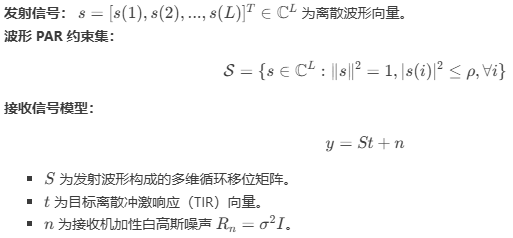 发射信号： $s = [s(1), s(2), ..., s(L)]^T \in \mathbb{C}^L$ 为离散波形向量。
波形 PAR 约束集：
$\mathcal{S} = \{s \in \mathbb{C}^L : \|s\|^2 = 1, |s(i)|^2 \leq \rho, \forall i\}$
接收信号模型：
$y = St + n$
▪ $S$ 为发射波形构成的多维循环移位矩阵。
▪ $t$ 为目标离散冲激响应（TIR）向量。
▪ $n$ 为接收机加性白高斯噪声 $R_n = \sigma^2 I$。